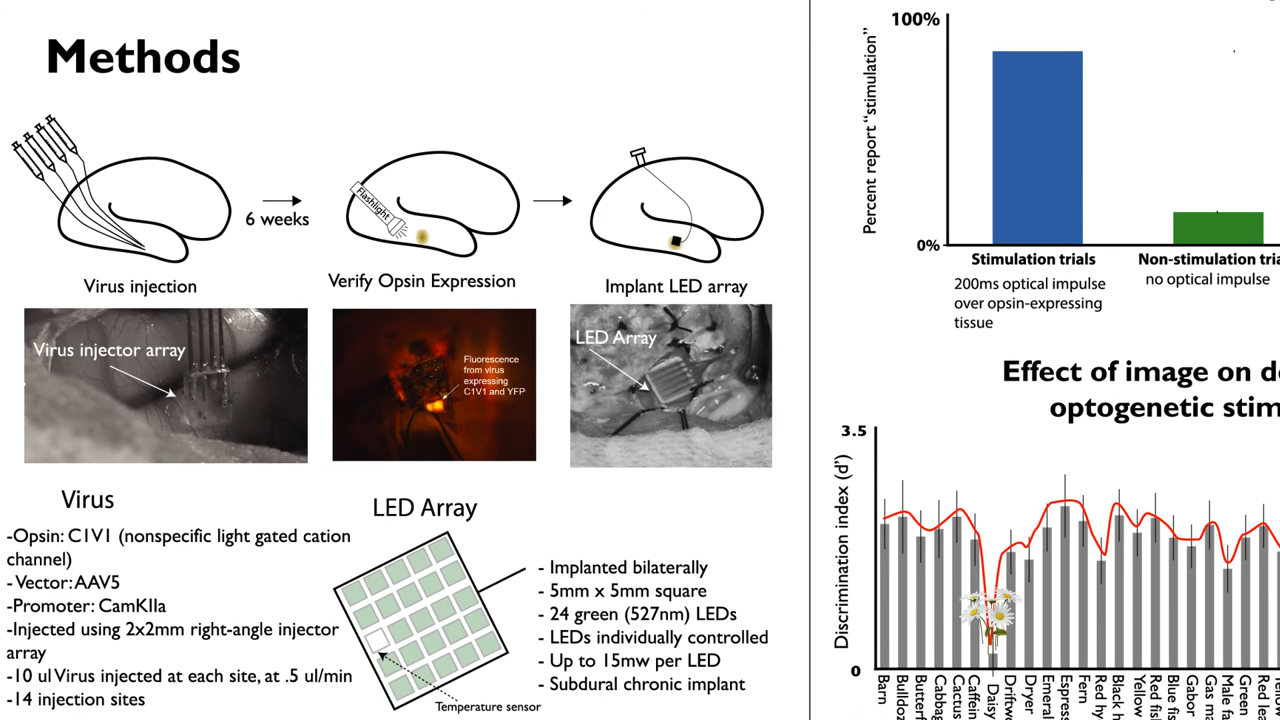 Methods
Flashlight
6 weeks
Virus injection
Verify Opsin Expression
Implant LED array
Virus injector array
Fluorescence
from virus
expressing
C1V1 and YFP
LED Array
Virus
-Opsin: C1V1 (nonspecific light gated cation
channel)
- Vector: AAV5
-Promoter: CamKIIa
-Injected using 2x2mm right-angle injector
array
-10 ul Virus injected at each site, at .5 ul/min
-14 injection sites
LED Array
- Implanted bilaterally
- 5mm x 5mm square
- 24 green (527nm) LEDs
- LEDs individually controlled
- Up to 15mw per LED
- Subdural chronic implant
Temperature sensor
100%
Percent report “stimulation”
0%
Stimulation trials
200ms optical impulse
over opsin-expressing
tissue
Non-stimulation tria
no optical impulse
Effect of image on d
optogenetic stim
3.5
Discrimination index (d’)
0
Barn
Bulldoz
Butterf
Cabbag
Cactus
Caffein
Daisy
Driftw
Dryer
Emeral
Espres
Fern
Red hy
Black h
Yellow
Red fis
Blue fis
Gabor
Gas ma
Male fa
Green
Red lea